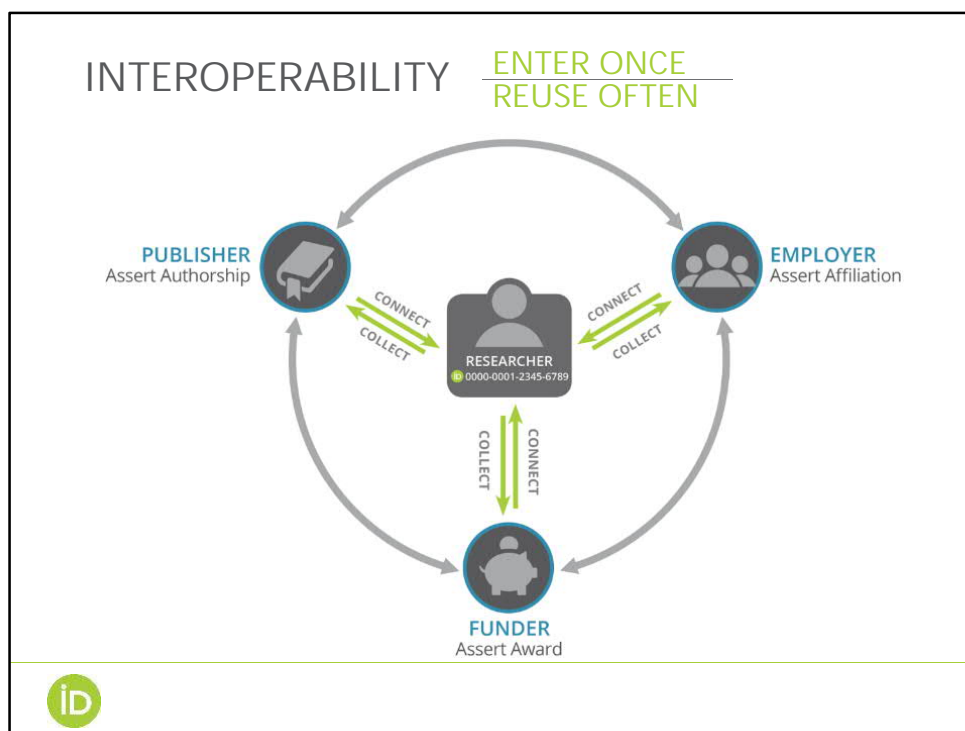 INTEROPERABILITY
ENTER ONCE
REUSE OFTEN
PUBLISHER
Assert Authorship
EMPLOYER
Assert Affiliation
CONNECT
COLLECT
CONNECT
COLLECT
RESEARCHER
iD 0000-0001-2345-6789
COLLECT
CONNECT
FUNDER
Assert Award
iD